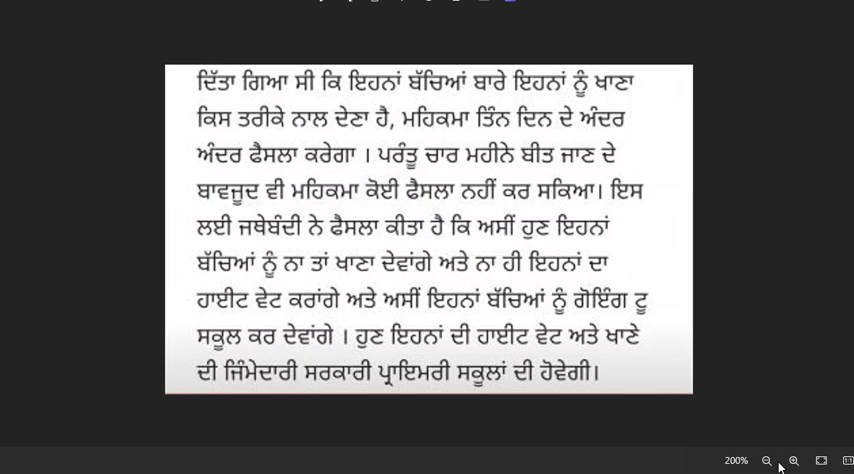 ਦਿੱਤਾ ਗਿਆ ਸੀ ਕਿ ਇਹਨਾਂ ਬੱਚਿਆਂ ਬਾਰੇ ਇਹਨਾਂ ਨੂੰ ਖਾਣਾ
ਕਿਸ ਤਰੀਕੇ ਨਾਲ ਦੇਣਾ ਹੈ, ਮਹਿਕਮਾ ਤਿੰਨ ਦਿਨ ਦੇ ਅੰਦਰ
ਅੰਦਰ ਫੈਸਲਾ ਕਰੇਗਾ । ਪਰੰਤੂ ਚਾਰ ਮਹੀਨੇ ਬੀਤ ਜਾਣ ਦੇ
ਬਾਵਜੂਦ ਵੀ ਮਹਿਕਮਾ ਕੋਈ ਫੈਸਲਾ ਨਹੀਂ ਕਰ ਸਕਿਆ। ਇਸ
ਲਈ ਜਥੇਬੰਦੀ ਨੇ ਫੈਸਲਾ ਕੀਤਾ ਹੈ ਕਿ ਅਸੀਂ ਹੁਣ ਇਹਨਾਂ
ਬੱਚਿਆਂ ਨੂੰ ਨਾ ਤਾਂ ਖਾਣਾ ਦੇਵਾਂਗੇ ਅਤੇ ਨਾ ਹੀ ਇਹਨਾਂ ਦਾ
ਹਾਈਟ ਵੇਟ ਕਰਾਂਗੇ ਅਤੇ ਅਸੀਂ ਇਹਨਾਂ ਬੱਚਿਆਂ ਨੂੰ ਗੋਇੰਗ ਟੂ
ਸਕੂਲ ਕਰ ਦੇਵਾਂਗੇ । ਹੁਣ ਇਹਨਾਂ ਦੀ ਹਾਈਟ ਵੇਟ ਅਤੇ ਖਾਣੇ
ਦੀ ਜਿੰਮੇਦਾਰੀ ਸਰਕਾਰੀ ਪ੍ਰਾਇਮਰੀ ਸਕੂਲਾਂ ਦੀ ਹੋਵੇਗੀ।
200%
1:1